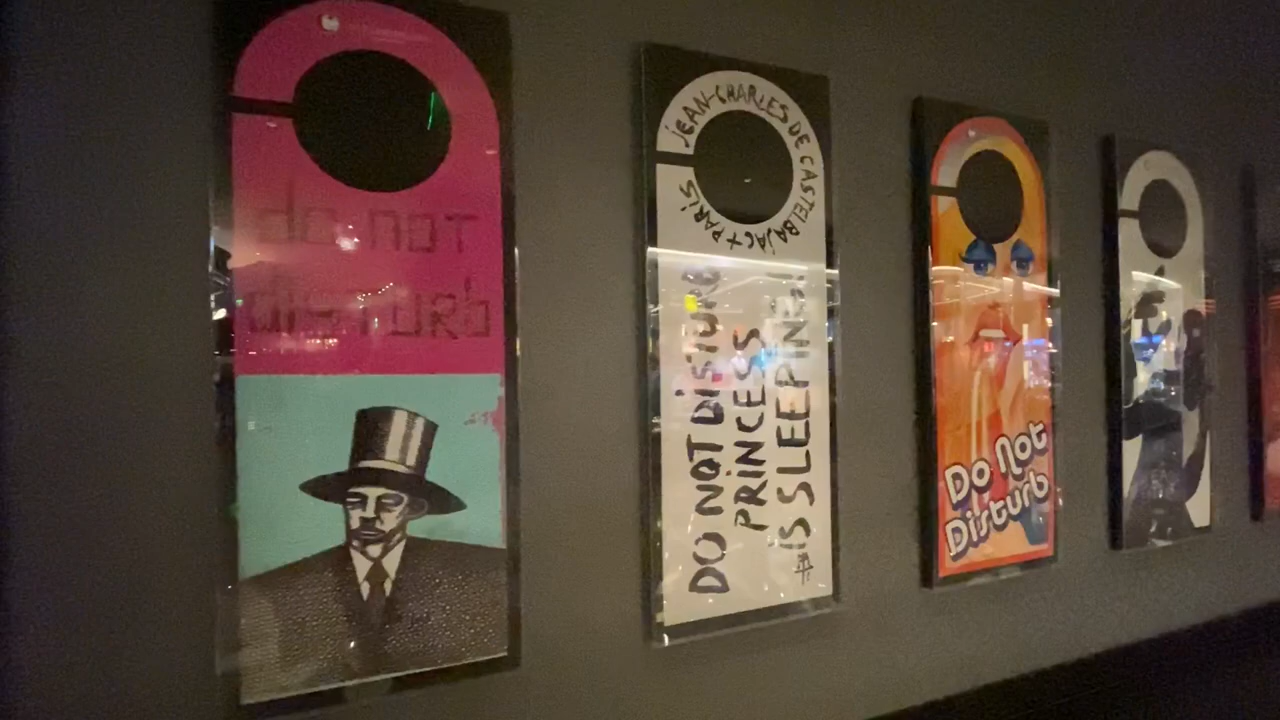 do not
disturb
JEAN-CHARLES DE CASTELBAJAC + PARIS
DO NOT DISTURB
PRINCESS
IS SLEEPING!
Do Not
Disturb